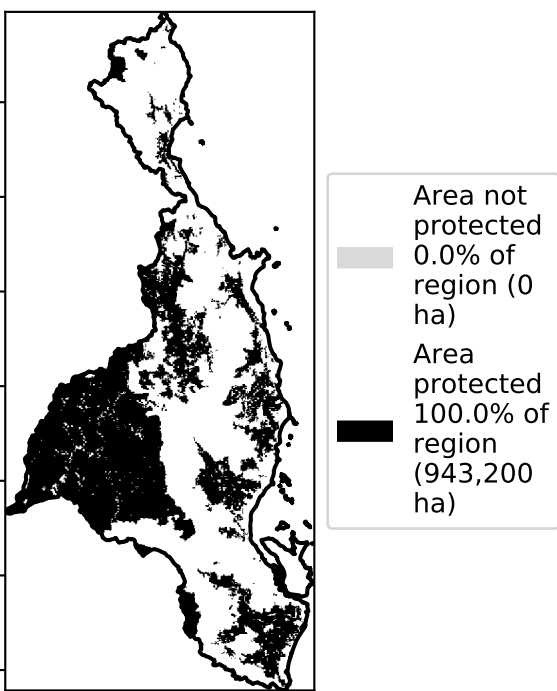 Area not
protected
0.0% of
region (0
ha)
Area
protected
100.0% of
region
(943,200
ha)